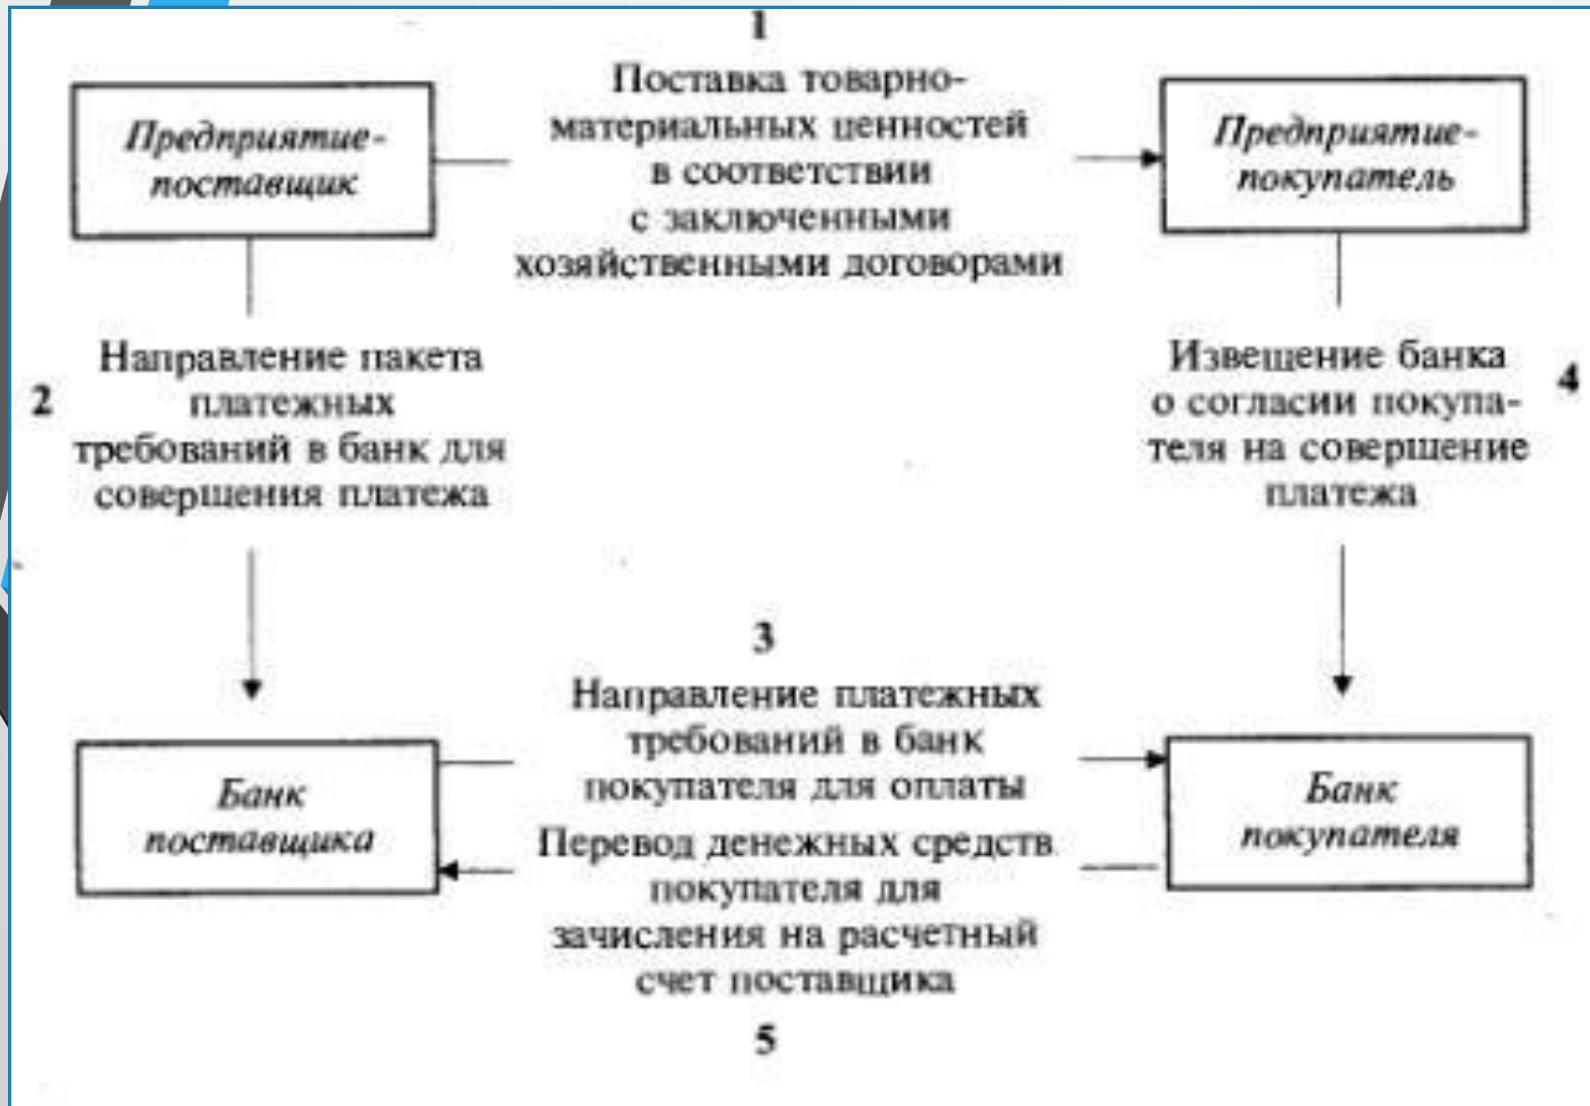 1
Поставка товарно-
материальных ценностей
в соответствии
с заключенными
хозяйственными договорами
Предприятие-
поставщик
Предприятие-
покупатель
2
Направление пакета
платежных
требований в банк для
совершения платежа
Извещение банка
о согласии покупа-
теля на совершение
платежа
4
3
Направление платежных
требований в банк
покупателя для оплаты
Банк
поставщика
Банк
покупателя
Перевод денежных средств
покупателя для
зачисления на расчетный
счет поставщика
5